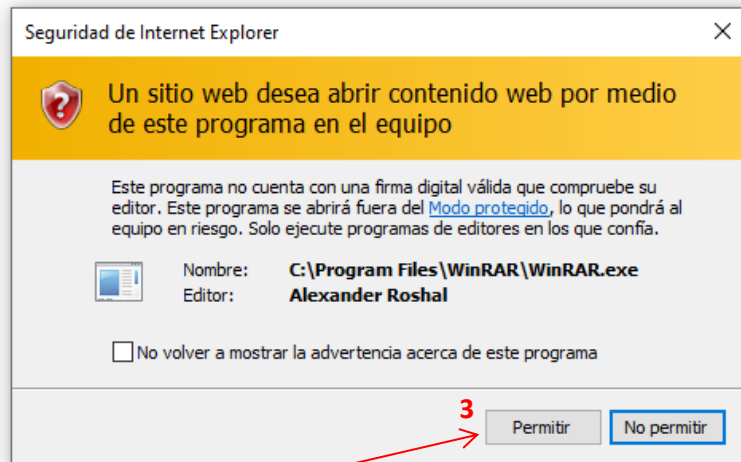 Seguridad de Internet Explorer
Un sitio web desea abrir contenido web por medio
de este programa en el equipo
Este programa no cuenta con una firma digital válida que compruebe su
editor. Este programa se abrirá fuera del Modo protegido, lo que pondrá al
equipo en riesgo. Solo ejecute programas de editores en los que confía.
Nombre: C:\Program Files\WinRAR\WinRAR.exe
Editor: Alexander Roshal
No volver a mostrar la advertencia acerca de este programa
3
Permitir No permitir